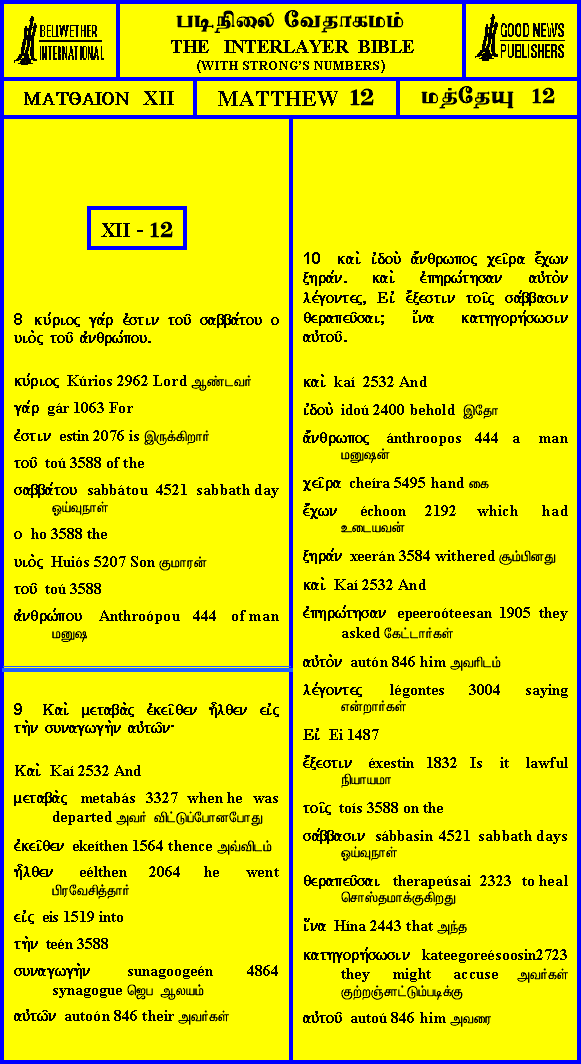 BELLWETHER
INTERNATIONAL
படிநிலை வேதாகமம்
THE INTERLAYER BIBLE
(WITH STRONG'S NUMBERS)
GOOD NEWS
PUBLISHERS
ΜΑΤΘΑΙΟΝ XII
MATTHEW 12
மத்தேயு 12
XII - 12
8 κύριος γάρ ἐστιν τοῦ σαββάτου ο
υιὸς τοῦ ἀνθρώπου.
κύριος Kúrios 2962 Lord ஆண்டவர்
γάρ gár 1063 For
ἐστιν estin 2076 is இருக்கிறார்
τοῦ toú 3588 of the
σαββάτου sabbátou 4521 sabbath day
ஓய்வுநாள்
ο ho 3588 the
υιὸς Huiós 5207 Son குமாரன்
τοῦ toú 3588
ἀνθρώπου Anthroópou 444 of man
மனுஷ
9 Καὶ μεταβὰς ἐκεῖθεν ἦλθεν εἰς
τὴν συναγωγὴν αὐτῶν·
Καὶ Kaí 2532 And
μεταβὰς metabás 3327 when he was
departed அவர் விட்டுப்போனபோது
ἐκεῖθεν ekeíthen 1564 thence அவ்விடம்
ἦλθεν eélthen 2064 he went
பிரவேசித்தார்
εἰς eis 1519 into
τὴν teén 3588
συναγωγὴν sunagoogeén 4864
synagogue ஜெப ஆலயம்
αὐτῶν autoón 846 their அவர்கள்
10 καὶ ἰδοὺ ἄνθρωπος χεῖρα ἔχων
ξηράν. καὶ ἐπηρώτησαν αὐτὸν
λέγοντες, Εἰ ἔξεστιν τοῖς σάββασιν
θεραπεῦσαι; ἵνα κατηγορήσωσιν
αὐτοῦ.
καὶ kaí 2532 And
ἰδοὺ idoú 2400 behold இதோ
ἄνθρωπος ánthroopos 444 a man
மனுஷன்
χεῖρα cheíra 5495 hand கை
ἔχων échoon 2192 which had
உடையவன்
ξηράν xeerán 3584 withered சூம்பினது
καὶ Kaí 2532 And
ἐπηρώτησαν epeeroóteesan 1905 they
asked கேட்டார்கள்
αὐτὸν autón 846 him அவரிடம்
λέγοντες légontes 3004 saying
என்றார்கள்
Εἰ Ei 1487
ἔξεστιν éxestin 1832 Is it lawful
நியாயமா
τοῖς toís 3588 on the
σάββασιν sábbasin 4521 sabbath days
ஓய்வுநாள்
θεραπεῦσαι therapeúsai 2323 to heal
சொஸ்தமாக்குகிறது
ἵνα Hína 2443 that அந்த
κατηγορήσωσιν kateegoreésoosin2723
they might accuse அவர்கள்
குற்றஞ்சாட்டும்படிக்கு
αὐτοῦ autoú 846 him அவரை